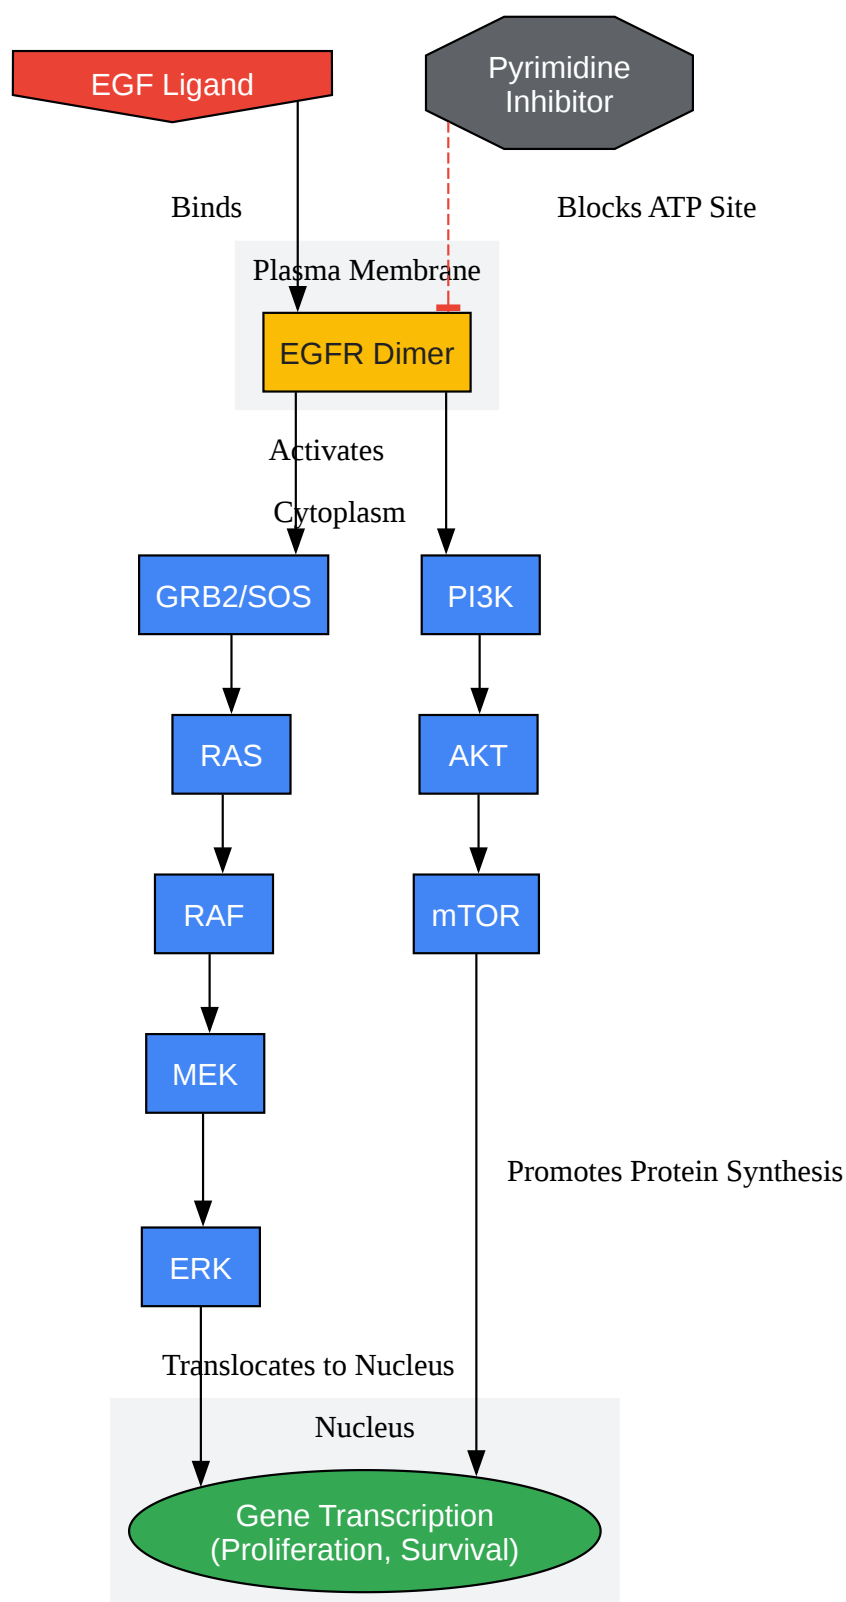 EGF Ligand
Pyrimidine
Inhibitor
Binds
Blocks ATP Site
Plasma Membrane
EGFR Dimer
Activates
Cytoplasm
GRB2/SOS
PI3K
RAS
AKT
RAF
mTOR
MEK
Promotes Protein Synthesis
ERK
Translocates to Nucleus
Nucleus
Gene Transcription
(Proliferation, Survival)